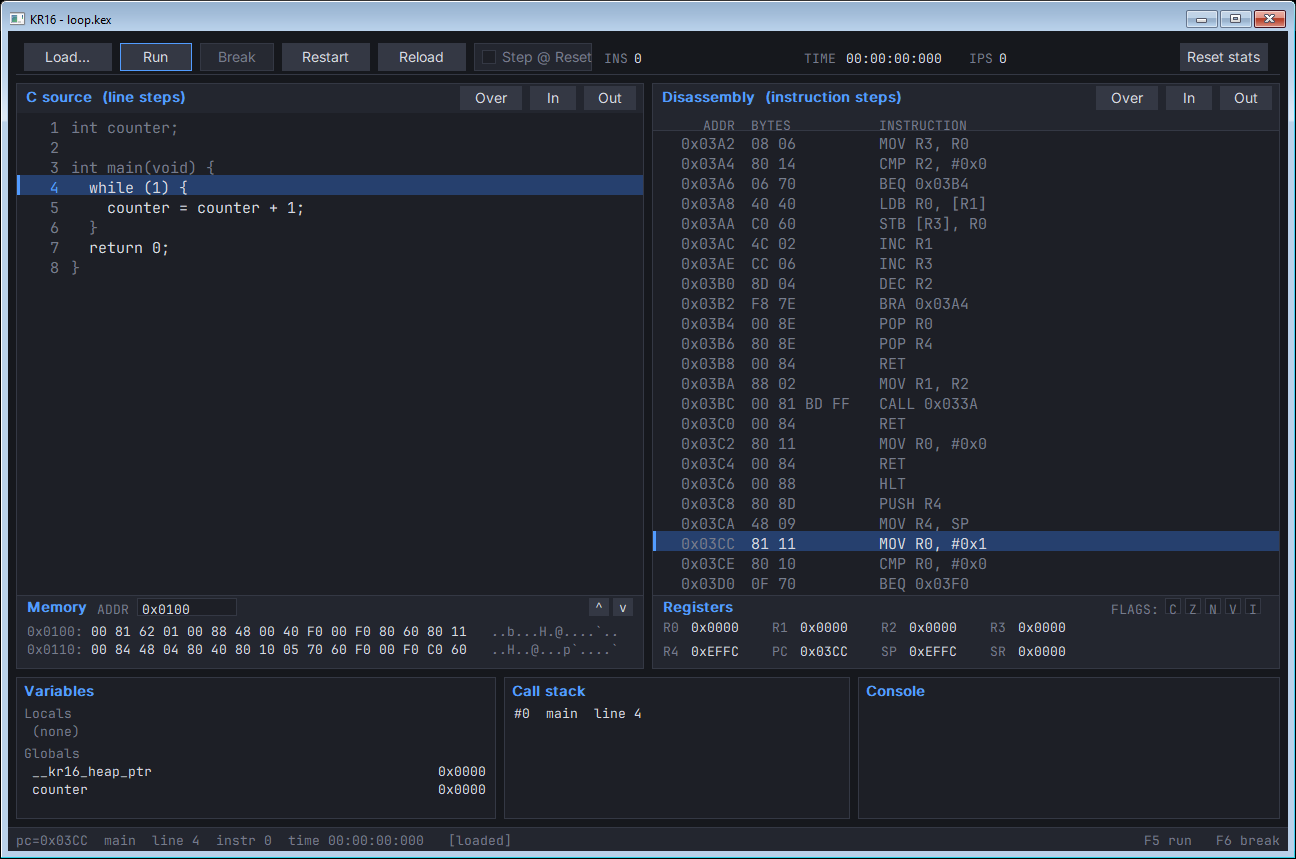 KR16 - loop.kex
Load... Run Break Restart Reload Step @ Reset INS 0 TIME 00:00:00:000 IPS 0 Reset stats
C source (line steps) Over In Out
1 int counter;
2
3 int main(void) {
4 while (1) {
5 counter = counter + 1;
6 }
7 return 0;
8 }
Disassembly (instruction steps) Over In Out
ADDR BYTES INSTRUCTION
0x03A2 08 06 MOV R3, R0
0x03A4 80 14 CMP R2, #0x0
0x03A6 06 70 BEQ 0x03B4
0x03A8 40 40 LDB R0, [R1]
0x03AA C0 60 STB [R3], R0
0x03AC 4C 02 INC R1
0x03AE CC 06 INC R3
0x03B0 8D 04 DEC R2
0x03B2 F8 7E BRA 0x03A4
0x03B4 00 8E POP R0
0x03B6 80 8E POP R4
0x03B8 00 84 RET
0x03BA 88 02 MOV R1, R2
0x03BC 00 81 BD FF CALL 0x033A
0x03C0 00 84 RET
0x03C2 80 11 MOV R0, #0x0
0x03C4 00 84 RET
0x03C6 00 88 HLT
0x03C8 80 8D PUSH R4
0x03CA 48 09 MOV R4, SP
0x03CC 81 11 MOV R0, #0x1
0x03CE 80 10 CMP R0, #0x0
0x03D0 0F 70 BEQ 0x03F0
Memory ADDR 0x0100 ^ v
0x0100: 00 81 62 01 00 88 48 00 40 F0 00 F0 80 60 80 11 ..b...H.@....`..
0x0110: 00 84 48 04 80 40 80 10 05 70 60 F0 00 F0 C0 60 ..H..@...p`....`
Registers FLAGS: C Z N V I
R0 0x0000 R1 0x0000 R2 0x0000 R3 0x0000
R4 0xEFFC PC 0x03CC SP 0xEFFC SR 0x0000
Variables
Locals
(none)
Globals
__kr16_heap_ptr 0x0000
counter 0x0000
Call stack
#0 main line 4
Console
pc=0x03CC main line 4 instr 0 time 00:00:00:000 [loaded] F5 run F6 break